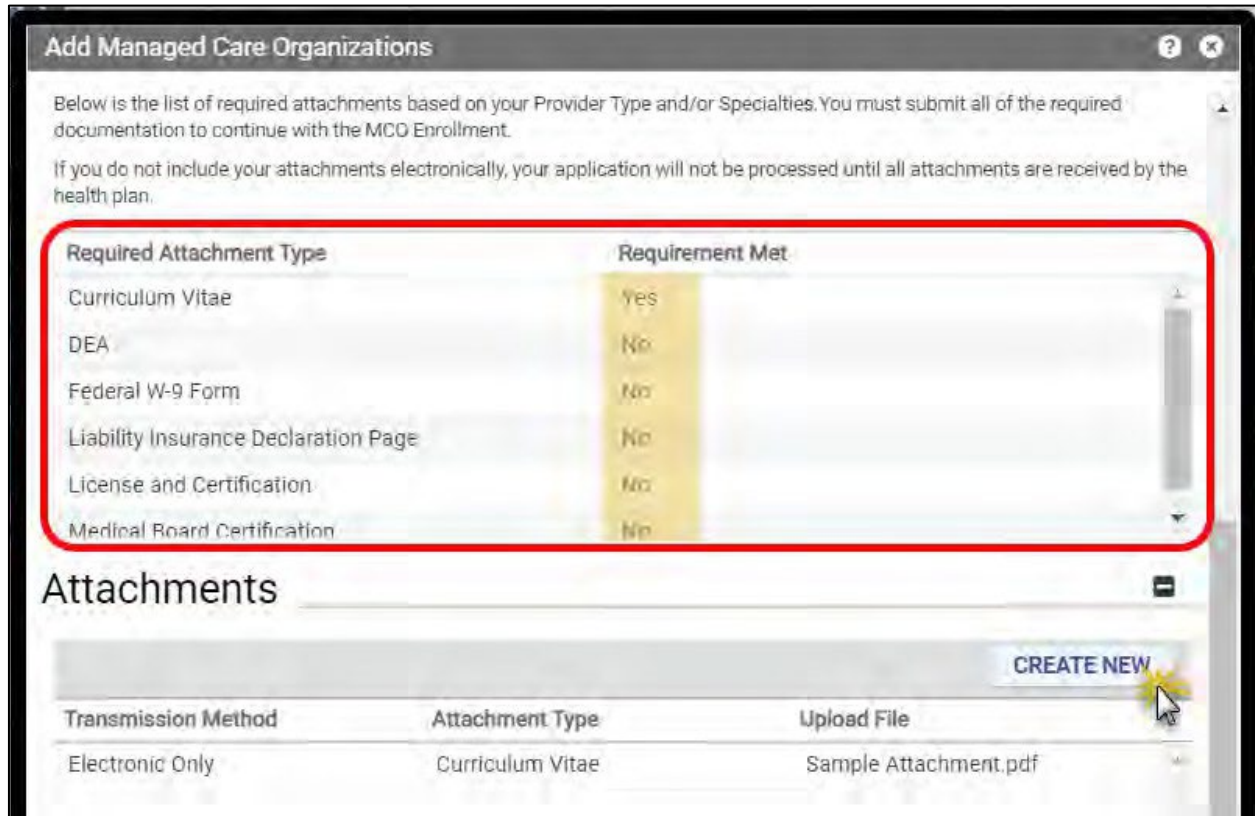 Add Managed Care Organizations
Below is the list of required attachments based on your Provider Type and/or Specialties.You must submit all of the required
documentation to continue with the MCO Enrollment.
If you do not include your attachments electronically, your application will not be processed until all attachments are received by the
health plan.
Required Attachment Type Requirement Met
Curriculum Vitae Yes
DEA No
Federal W-9 Form No
Liability Insurance Declaration Page No
License and Certification No
Medical Board Certification No
Attachments
CREATE NEW
Transmission Method Attachment Type Upload File
Electronic Only Curriculum Vitae Sample Attachment.pdf